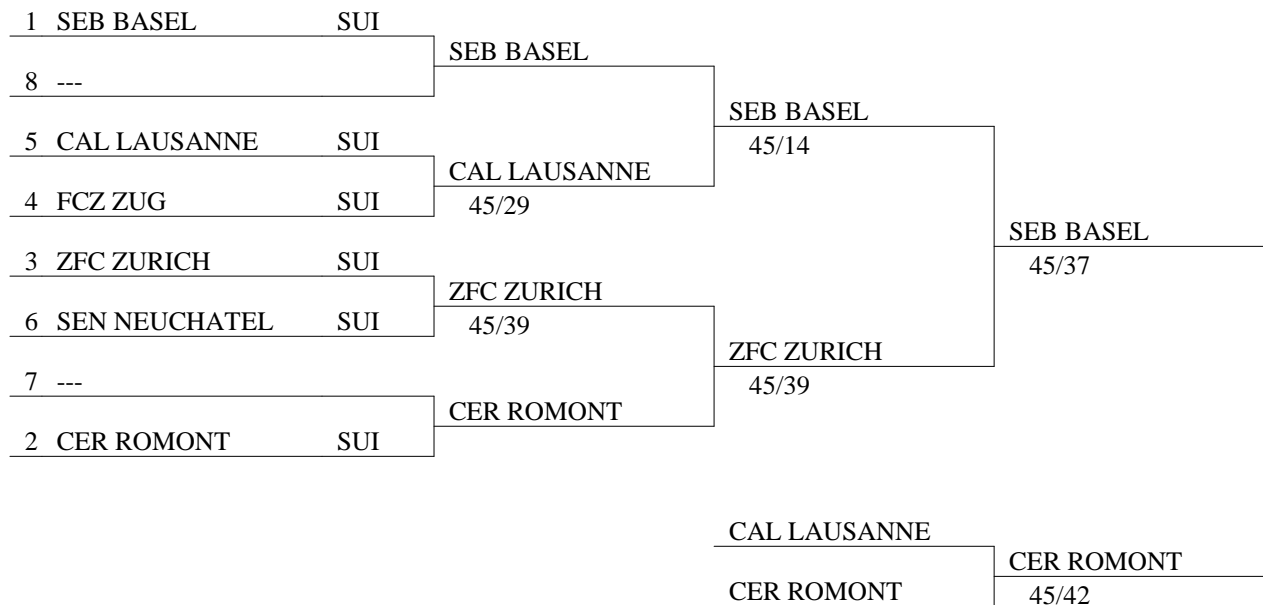 1 SEB BASEL SUI
SEB BASEL
8 ---
SEB BASEL
45/14
5 CAL LAUSANNE SUI
CAL LAUSANNE
45/29
4 FCZ ZUG SUI
SEB BASEL
45/37
3 ZFC ZURICH SUI
ZFC ZURICH
45/39
6 SEN NEUCHATEL SUI
ZFC ZURICH
45/39
7 ---
CER ROMONT
2 CER ROMONT SUI
CAL LAUSANNE
CER ROMONT
45/42
CER ROMONT